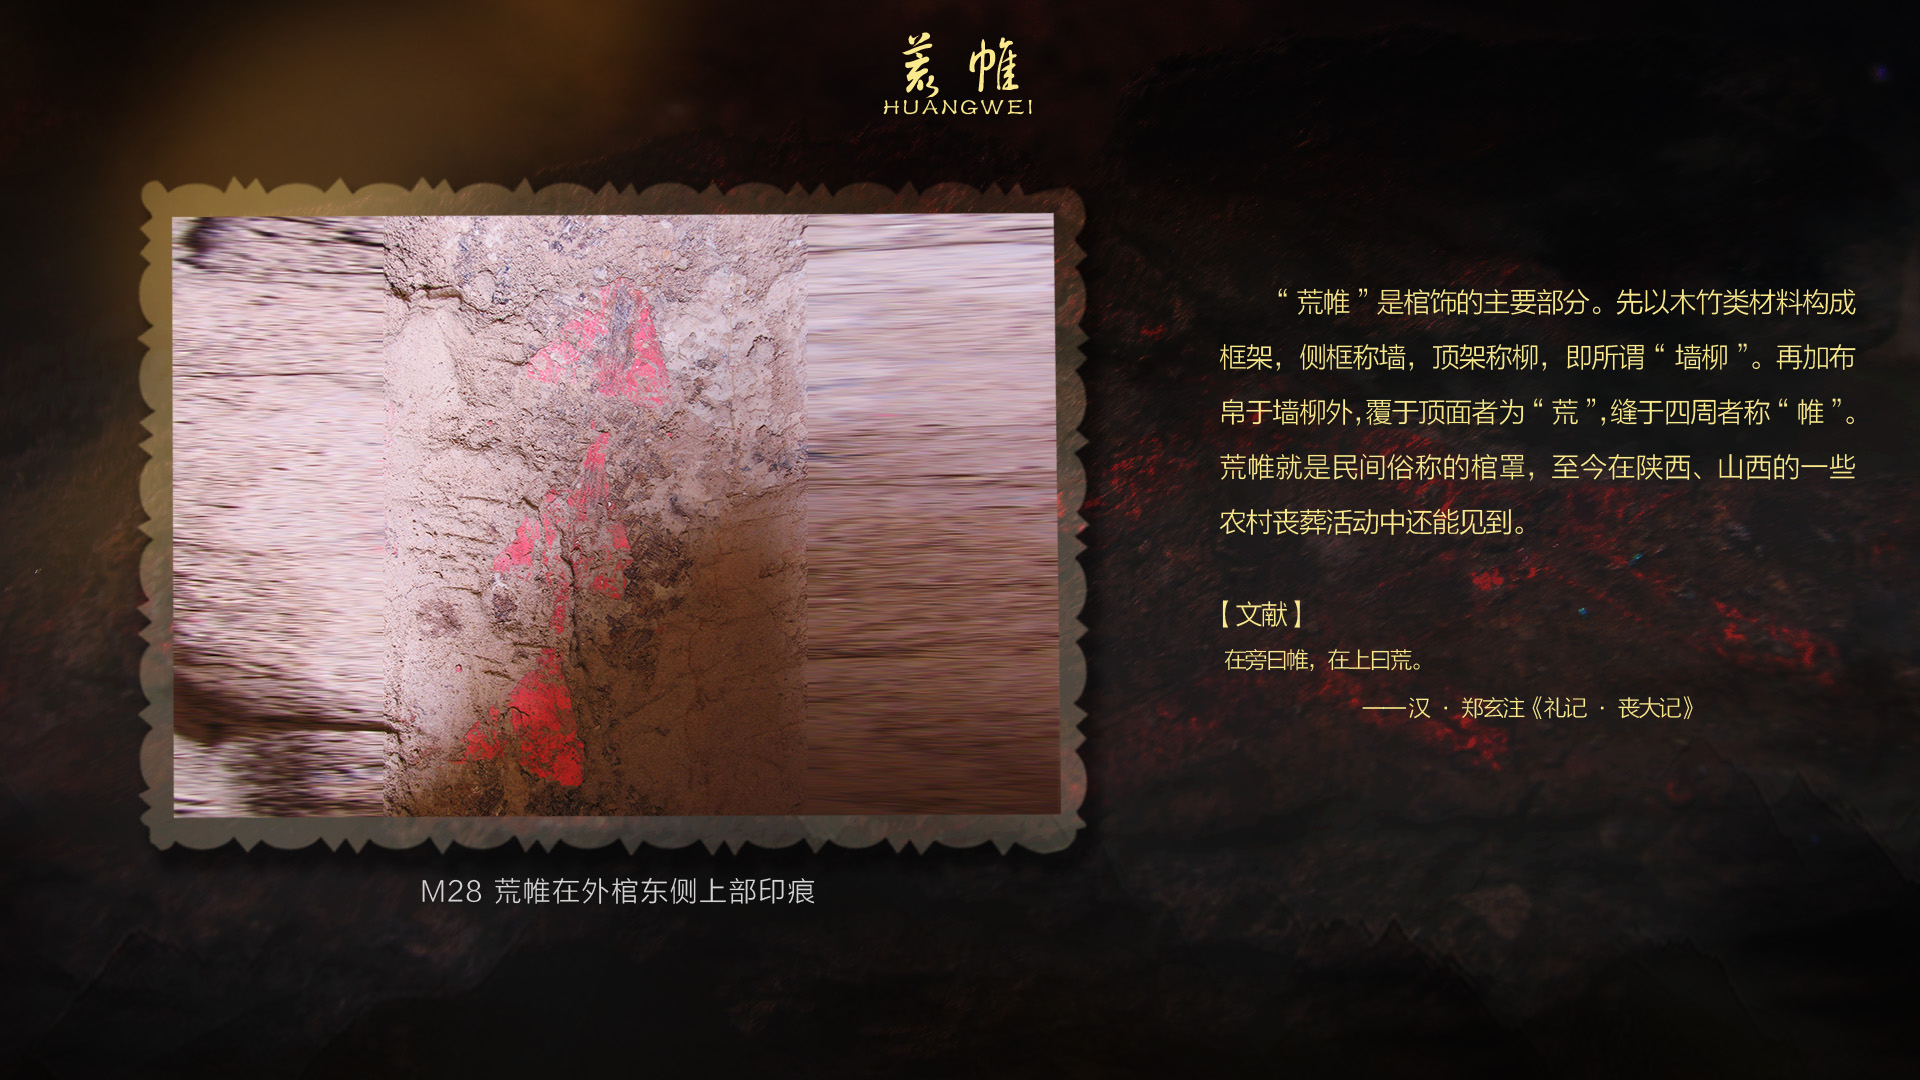 荒帷
HUANGWEI
“荒帷”是棺饰的主要部分。先以木竹类材料构成
框架，侧框称墙，顶架称柳，即所谓“墙柳”。再加布
帛于墙柳外，覆于顶面者为“荒”，缝于四周者称“帷”。
荒帷就是民间俗称的棺罩，至今在陕西、山西的一些
农村丧葬活动中还能见到。
【文献】
在旁曰帷，在上曰荒。
——汉 · 郑玄注《礼记 · 丧大记》
M28 荒帷在外棺东侧上部印痕